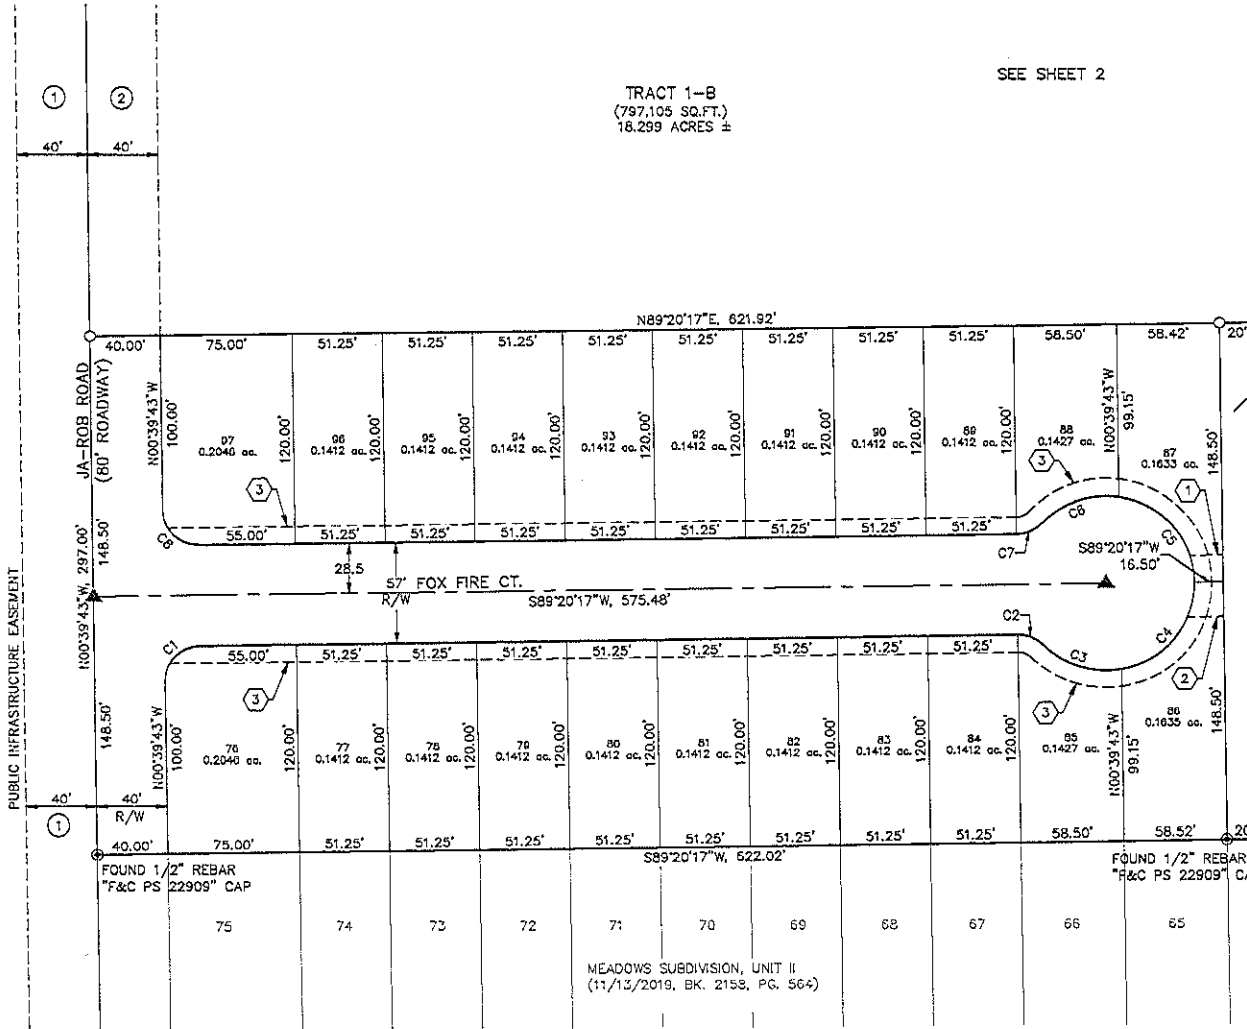 SEE SHEET 2
TRACT 1-B
(797,105 SQ.FT.)
18.299 ACRES ±
1
2
40'
40'
N89°20'17"E, 621.92'
40.00'
75.00'
51.25'
51.25'
51.25'
51.25'
51.25'
51.25'
51.25'
51.25'
58.50'
58.42'
20'
JA-ROB ROAD
(80' ROADWAY)
N00°39'43"W
100.00'
97
0.2046 ac.
120.00'
96
0.1412 ac.
120.00'
95
0.1412 ac.
120.00'
94
0.1412 ac.
120.00'
93
0.1412 ac.
120.00'
92
0.1412 ac.
120.00'
91
0.1412 ac.
120.00'
90
0.1412 ac.
120.00'
89
0.1412 ac.
120.00'
88
0.1427 ac.
N00°39'43"W
99.15'
87
0.1633 ac.
148.50'
3
3
1
C8
55.00'
51.25'
51.25'
51.25'
51.25'
51.25'
51.25'
51.25'
51.25'
C7
C6
C5
N00°39'43"W, 297.00'
148.50'
28.5
57' FOX FIRE CT.
R/W
S89°20'17"W, 575.48'
S89°20'17"W
16.50'
PUBLIC INFRASTRUCTURE EASEMENT
C1
55.00'
51.25'
51.25'
51.25'
51.25'
51.25'
51.25'
51.25'
51.25'
C2
C3
C4
3
3
2
148.50'
N00°39'43"W
100.00'
76
0.2046 ac.
120.00'
77
0.1412 ac.
120.00'
78
0.1412 ac.
120.00'
79
0.1412 ac.
120.00'
80
0.1412 ac.
120.00'
81
0.1412 ac.
120.00'
82
0.1412 ac.
120.00'
83
0.1412 ac.
120.00'
84
0.1412 ac.
120.00'
85
0.1427 ac.
N00°39'43"W
99.15'
86
0.1635 ac.
148.50'
40'
40'
R/W
1
40.00'
75.00'
51.25'
51.25'
51.25'
51.25'
51.25'
51.25'
51.25'
51.25'
58.50'
58.52'
20
S89°20'17"W, 622.02'
FOUND 1/2" REBAR
"F&C PS 22909" CAP
FOUND 1/2" REBAR
"F&C PS 22909" CA
75
74
73
72
71
70
69
68
67
66
65
MEADOWS SUBDIVISION, UNIT II
(11/13/2019, BK. 2158, PG. 564)